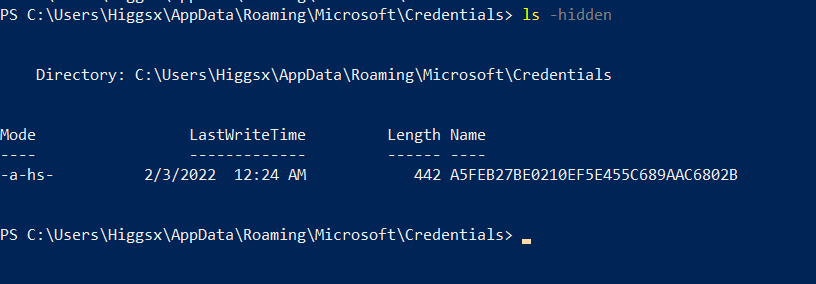 PS C:\Users\Higgsx\AppData\Roaming\Microsoft\Credentials> ls -hidden
Directory: C:\Users\Higgsx\AppData\Roaming\Microsoft\Credentials
Mode LastWriteTime Length Name
---- ------------- ------ ----
-a-hs- 2/3/2022 12:24 AM 442 A5FEB27BE0210EF5E455C689AAC6802B
PS C:\Users\Higgsx\AppData\Roaming\Microsoft\Credentials>